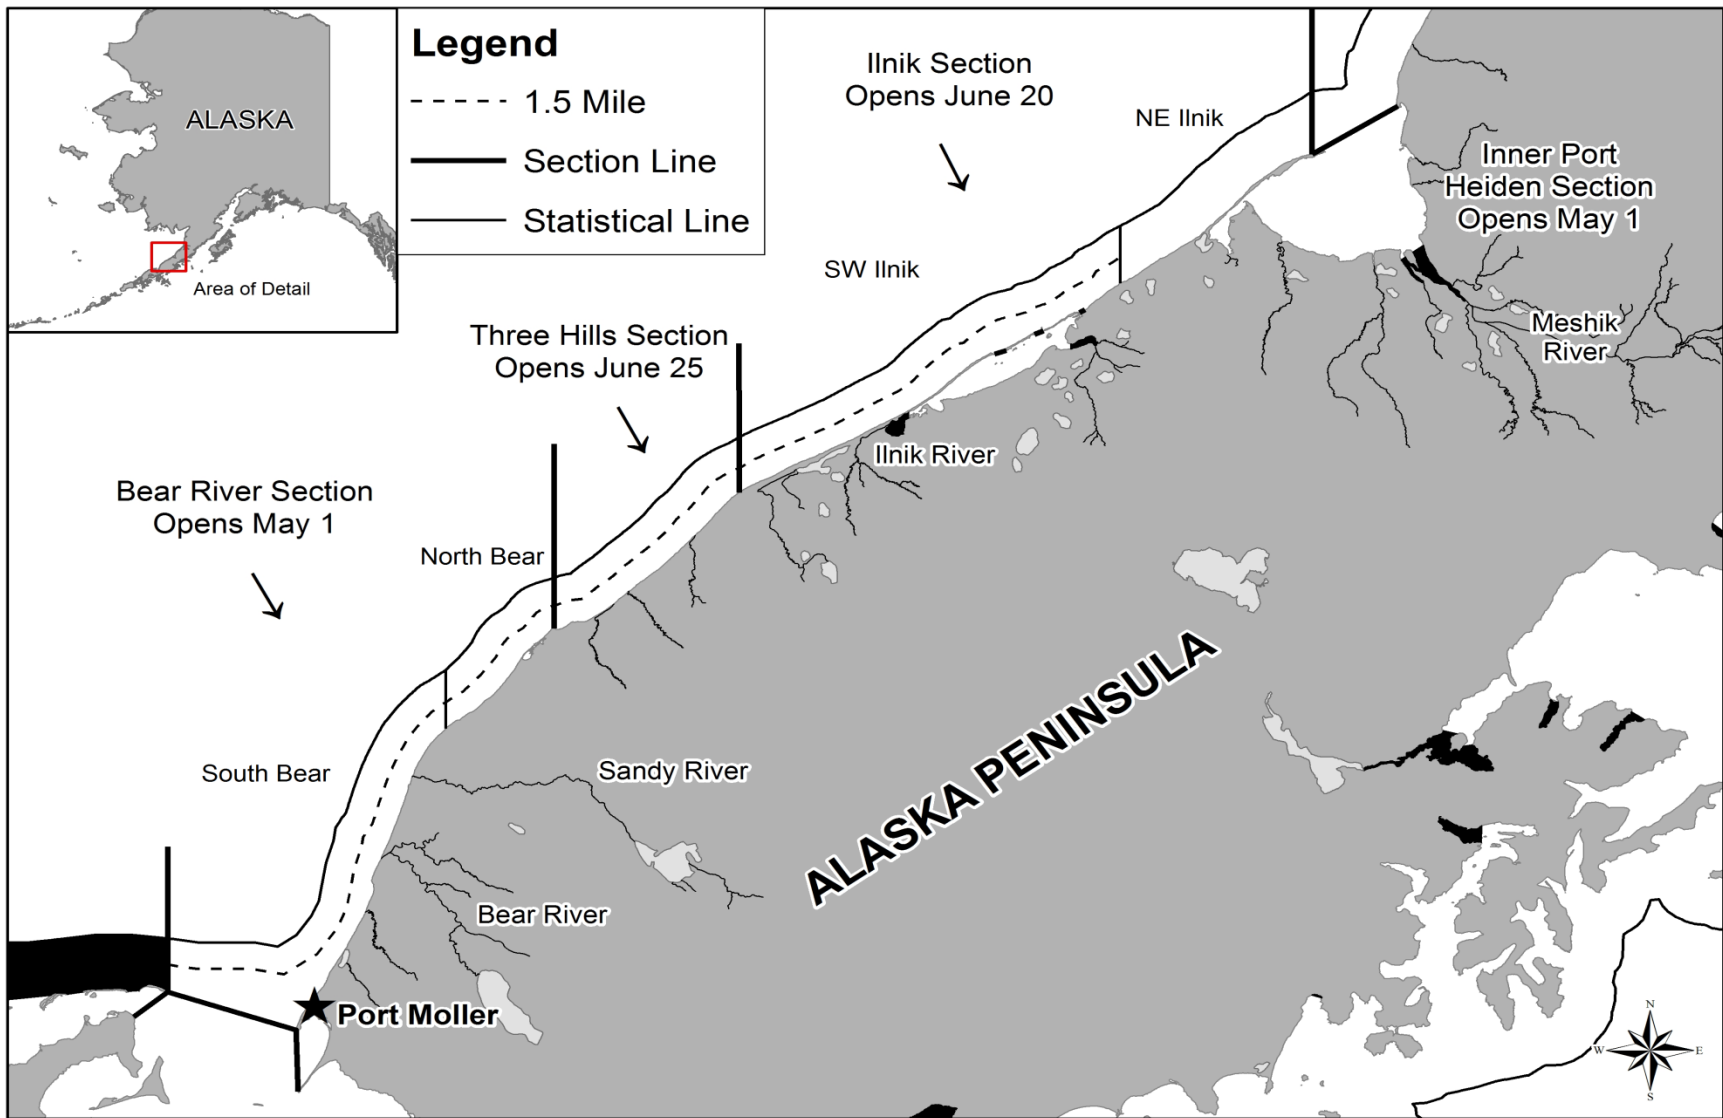 ALASKA
Area of Detail
Legend
1.5 Mile
Section Line
Statistical Line
Ilnik Section
Opens June 20
NE Ilnik
Inner Port
Heiden Section
Opens May 1
SW Ilnik
Meshik
River
Three Hills Section
Opens June 25
Ilnik River
Bear River Section
Opens May 1
North Bear
South Bear
Sandy River
ALASKA PENINSULA
Bear River
Port Moller
N
W
E
S